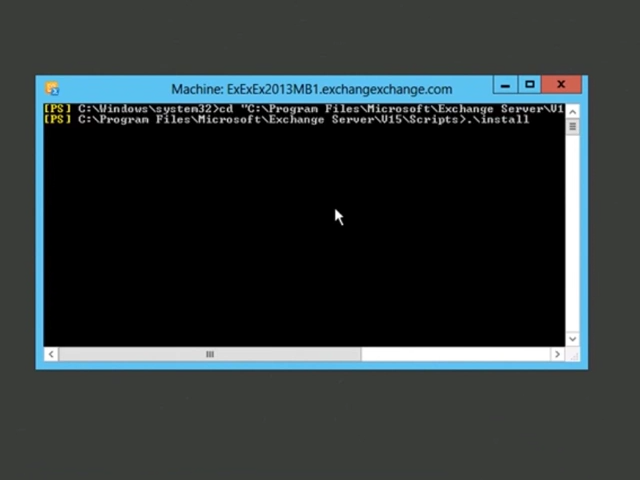 Machine: ExExEx2013MB1.exchangexchange.com
[PS] C:\Windows\system32>cd "C:\Program Files\Microsoft\Exchange Server\V1
[PS] C:\Program Files\Microsoft\Exchange Server\V15\Scripts>.\install